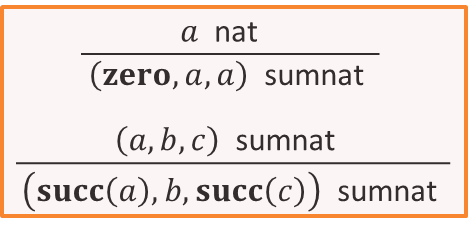 a nat
(zero, a, a) sumnat
(a, b, c) sumnat
(succ(a), b, succ(c)) sumnat